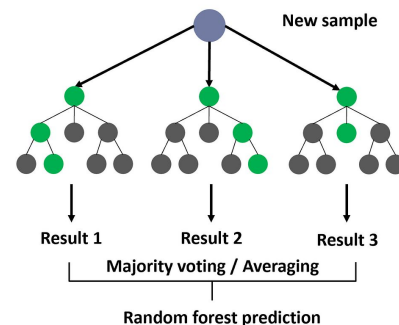 New sample
Result 1 Result 2 Result 3
Majority voting / Averaging
Random forest prediction